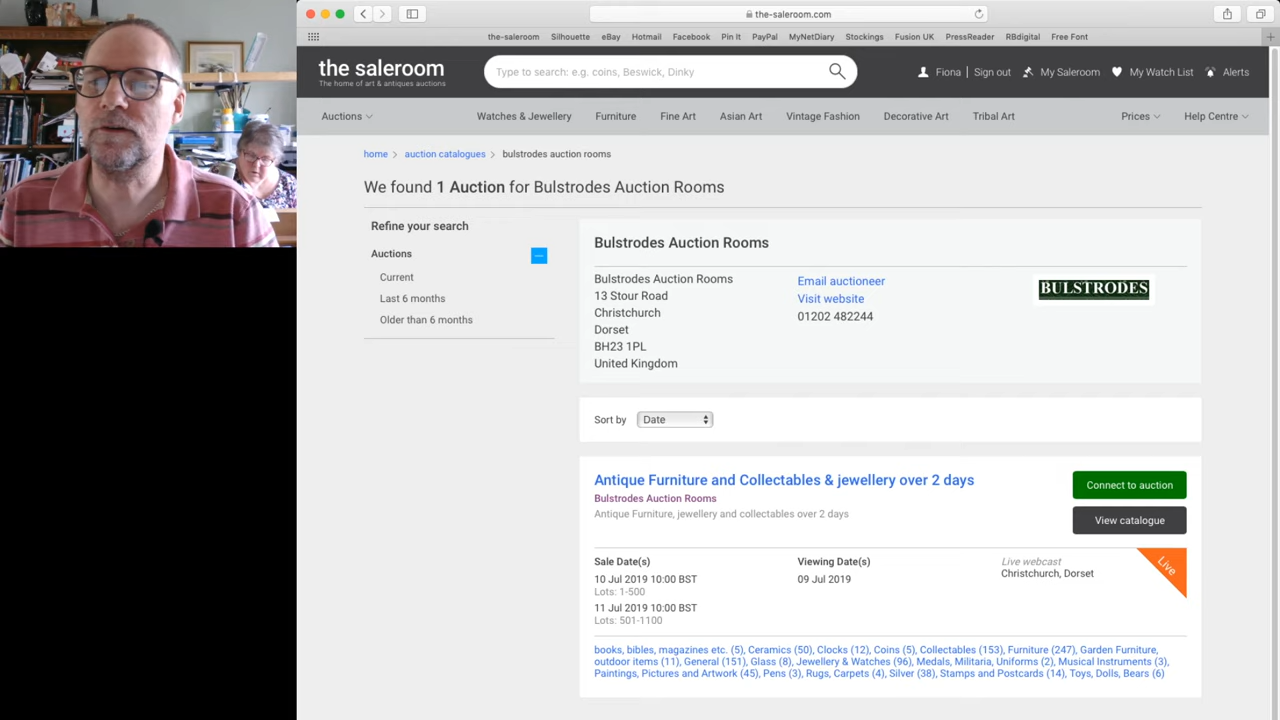 the-saleroom.com
the-saleroom Silhouette eBay Hotmail Facebook Pin It PayPal MyNetDiary Stockings Fusion UK PressReader RBdigital Free Font
the saleroom
The home of art & antiques auctions
Type to search: e.g. coins, Beswick, Dinky
Fiona | Sign out My Saleroom My Watch List Alerts
Auctions Watches & Jewellery Furniture Fine Art Asian Art Vintage Fashion Decorative Art Tribal Art Prices Help Centre
home > auction catalogues > bulstrodes auction rooms
We found 1 Auction for Bulstrodes Auction Rooms
Refine your search
Auctions
Current
Last 6 months
Older than 6 months
Bulstrodes Auction Rooms
Bulstrodes Auction Rooms
13 Stour Road
Christchurch
Dorset
BH23 1PL
United Kingdom
Email auctioneer
Visit website
01202 482244
BULSTRODES
Sort by Date
Antique Furniture and Collectables & jewellery over 2 days
Bulstrodes Auction Rooms
Antique Furniture, jewellery and collectables over 2 days
Connect to auction
View catalogue
Sale Date(s)
10 Jul 2019 10:00 BST
Lots: 1-500
11 Jul 2019 10:00 BST
Lots: 501-1100
Viewing Date(s)
09 Jul 2019
Live webcast
Christchurch, Dorset
Live
books, bibles, magazines etc. (5), Ceramics (50), Clocks (12), Coins (5), Collectables (153), Furniture (247), Garden Furniture,
outdoor items (11), General (151), Glass (8), Jewellery & Watches (96), Medals, Militaria, Uniforms (2), Musical Instruments (3),
Paintings, Pictures and Artwork (45), Pens (3), Rugs, Carpets (4), Silver (38), Stamps and Postcards (14), Toys, Dolls, Bears (6)